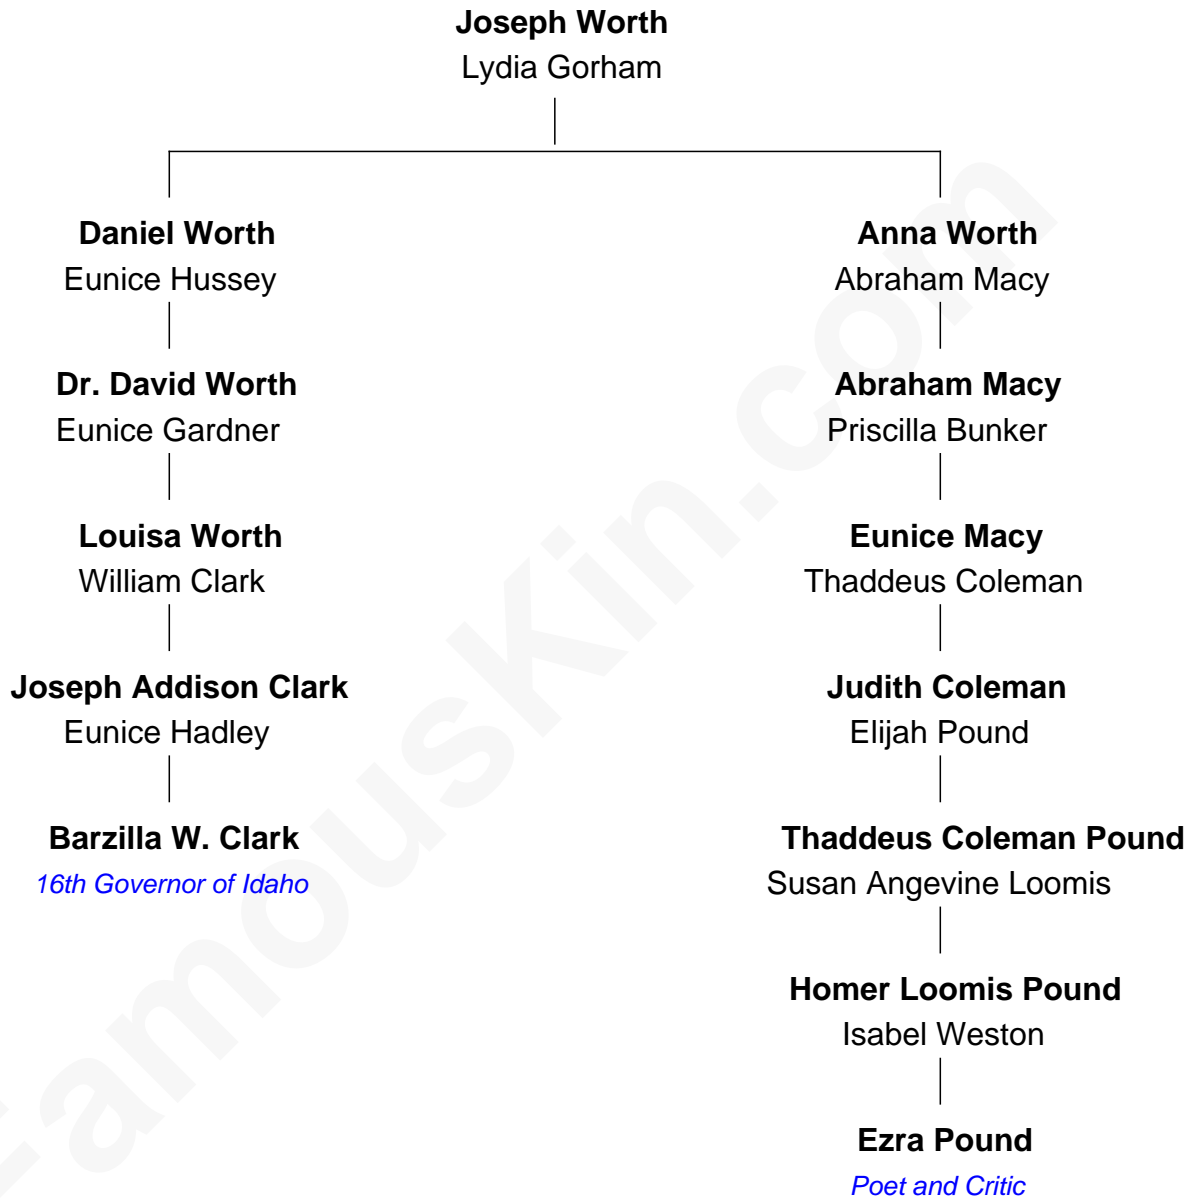 Joseph Worth
Lydia Gorham
Daniel Worth
Eunice Hussey
Anna Worth
Abraham Macy
Dr. David Worth
Eunice Gardner
Abraham Macy
Priscilla Bunker
Louisa Worth
William Clark
Eunice Macy
Thaddeus Coleman
Joseph Addison Clark
Eunice Hadley
Judith Coleman
Elijah Pound
Barzilla W. Clark
16th Governor of Idaho
Thaddeus Coleman Pound
Susan Angevine Loomis
Homer Loomis Pound
Isabel Weston
Ezra Pound
Poet and Critic
FamousKin.com